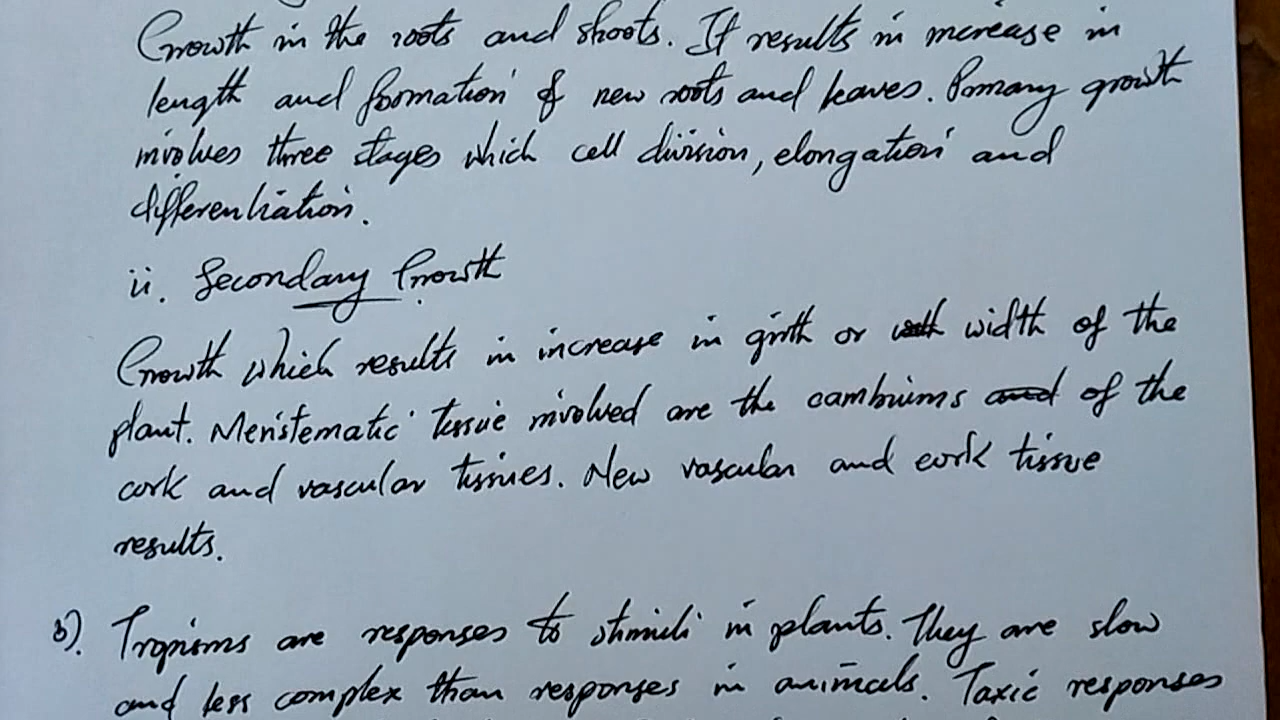 Growth in the roots and shoots. It results in increase in
length and formation of new roots and leaves. Primary growth
involves three stages which cell division, elongation and
differentiation.
ii. Secondary Growth
Growth which results in increase in girth or width of the
plant. Meristematic tissue involved are the cambiums and of the
cork and vascular tissues. New vascular and cork tissue
results.
b). Tropisms are responses to stimuli in plants. They are slow
and less complex than responses in animals. Taxic responses